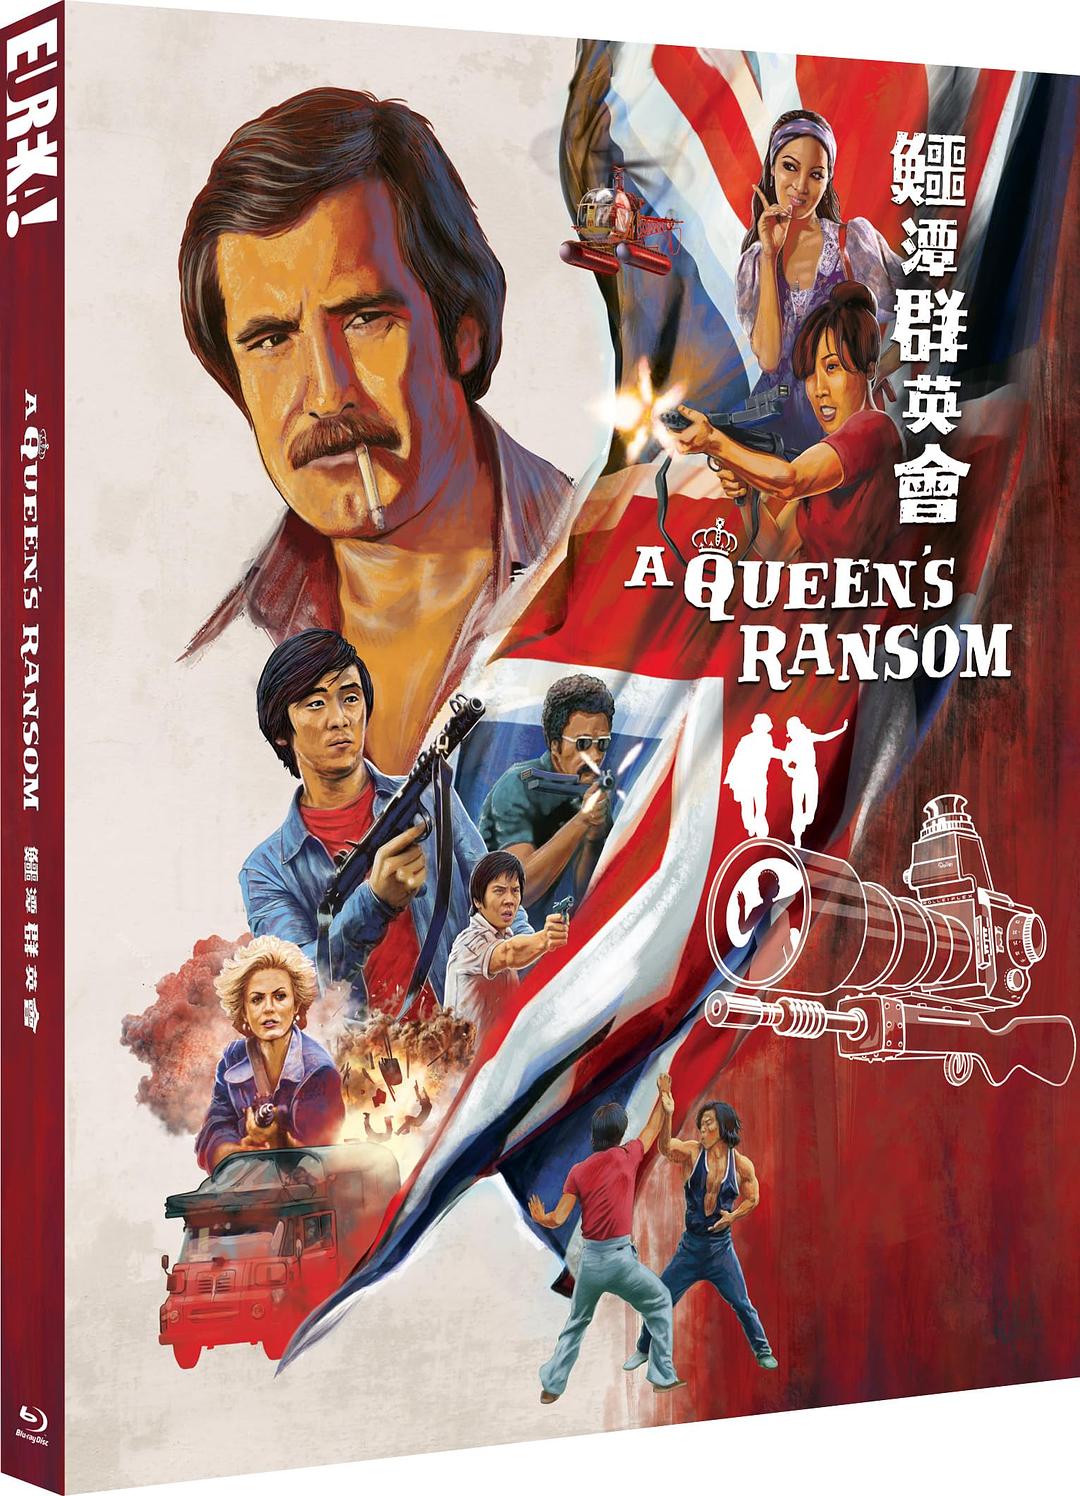 EUREKA!
A QUEEN'S RANSOM 鱷潭群英會
Blu-ray Disc
鱷潭群英會
A QUEEN'S
RANSOM